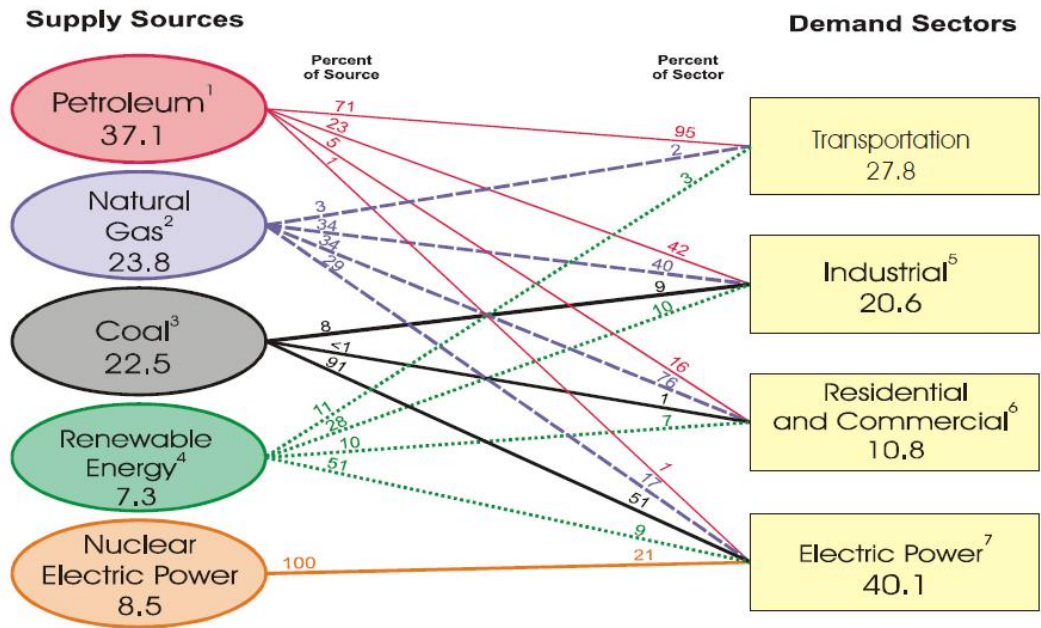 Supply Sources
Demand Sectors
Percent
of Source
Percent
of Sector
Petroleum¹
37.1
Natural
Gas²
23.8
Coal³
22.5
Renewable
Energy⁴
7.3
Nuclear
Electric Power
8.5
71
23
5
1
3
34
34
29
8
<1
91
11
28
10
51
100
95
2
3
42
40
9
10
16
76
1
7
1
17
51
9
21
Transportation
27.8
Industrial⁵
20.6
Residential
and Commercial⁶
10.8
Electric Power⁷
40.1